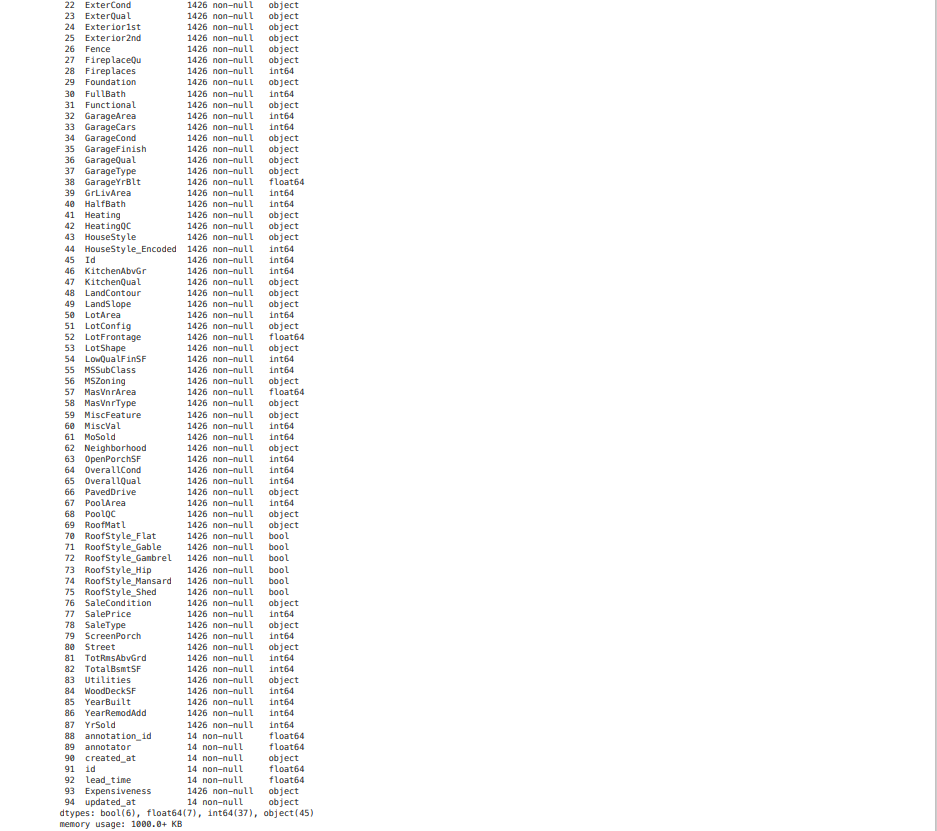 22 ExterCond 1426 non-null object
23 ExterQual 1426 non-null object
24 Exterior1st 1426 non-null object
25 Exterior2nd 1426 non-null object
26 Fence 1426 non-null object
27 FireplaceQu 1426 non-null object
28 Fireplaces 1426 non-null int64
29 Foundation 1426 non-null object
30 FullBath 1426 non-null int64
31 Functional 1426 non-null object
32 GarageArea 1426 non-null int64
33 GarageCars 1426 non-null int64
34 GarageCond 1426 non-null object
35 GarageFinish 1426 non-null object
36 GarageQual 1426 non-null object
37 GarageType 1426 non-null object
38 GarageYrBlt 1426 non-null float64
39 GrLivArea 1426 non-null int64
40 HalfBath 1426 non-null int64
41 Heating 1426 non-null object
42 HeatingQC 1426 non-null object
43 HouseStyle 1426 non-null object
44 HouseStyle_Encoded 1426 non-null int64
45 Id 1426 non-null int64
46 KitchenAbvGr 1426 non-null int64
47 KitchenQual 1426 non-null object
48 LandContour 1426 non-null object
49 LandSlope 1426 non-null object
50 LotArea 1426 non-null int64
51 LotConfig 1426 non-null object
52 LotFrontage 1426 non-null float64
53 LotShape 1426 non-null object
54 LowQualFinSF 1426 non-null int64
55 MSSubClass 1426 non-null int64
56 MSZoning 1426 non-null object
57 MasVnrArea 1426 non-null float64
58 MasVnrType 1426 non-null object
59 MiscFeature 1426 non-null object
60 MiscVal 1426 non-null int64
61 MoSold 1426 non-null int64
62 Neighborhood 1426 non-null object
63 OpenPorchSF 1426 non-null int64
64 OverallCond 1426 non-null int64
65 OverallQual 1426 non-null int64
66 PavedDrive 1426 non-null object
67 PoolArea 1426 non-null int64
68 PoolQC 1426 non-null object
69 RoofMatl 1426 non-null object
70 RoofStyle_Flat 1426 non-null bool
71 RoofStyle_Gable 1426 non-null bool
72 RoofStyle_Gambrel 1426 non-null bool
73 RoofStyle_Hip 1426 non-null bool
74 RoofStyle_Mansard 1426 non-null bool
75 RoofStyle_Shed 1426 non-null bool
76 SaleCondition 1426 non-null object
77 SalePrice 1426 non-null int64
78 SaleType 1426 non-null object
79 ScreenPorch 1426 non-null int64
80 Street 1426 non-null object
81 TotRmsAbvGrd 1426 non-null int64
82 TotalBsmtSF 1426 non-null int64
83 Utilities 1426 non-null object
84 WoodDeckSF 1426 non-null int64
85 YearBuilt 1426 non-null int64
86 YearRemodAdd 1426 non-null int64
87 YrSold 1426 non-null int64
88 annotation_id 14 non-null float64
89 annotator 14 non-null float64
90 created_at 14 non-null object
91 id 14 non-null float64
92 lead_time 14 non-null float64
93 Expensiveness 1426 non-null object
94 updated_at 14 non-null object
dtypes: bool(6), float64(7), int64(37), object(45)
memory usage: 1000.0+ KB